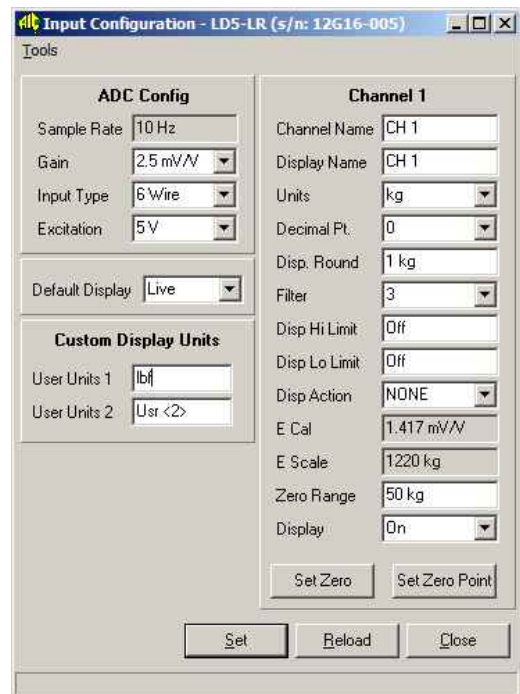 Input Configuration - LD5-LR (s/n: 12G16-005)
Tools
ADC Config
Sample Rate 10 Hz
Gain 2.5 mV/V
Input Type 6 Wire
Excitation 5 V
Default Display Live
Custom Display Units
User Units 1 lbf
User Units 2 Usr <2>
Channel 1
Channel Name CH 1
Display Name CH 1
Units kg
Decimal Pt. 0
Disp. Round 1 kg
Filter 3
Disp Hi Limit Off
Disp Lo Limit Off
Disp Action NONE
E Cal 1.417 mV/V
E Scale 1220 kg
Zero Range 50 kg
Display On
Set Zero Set Zero Point
Set Reload Close